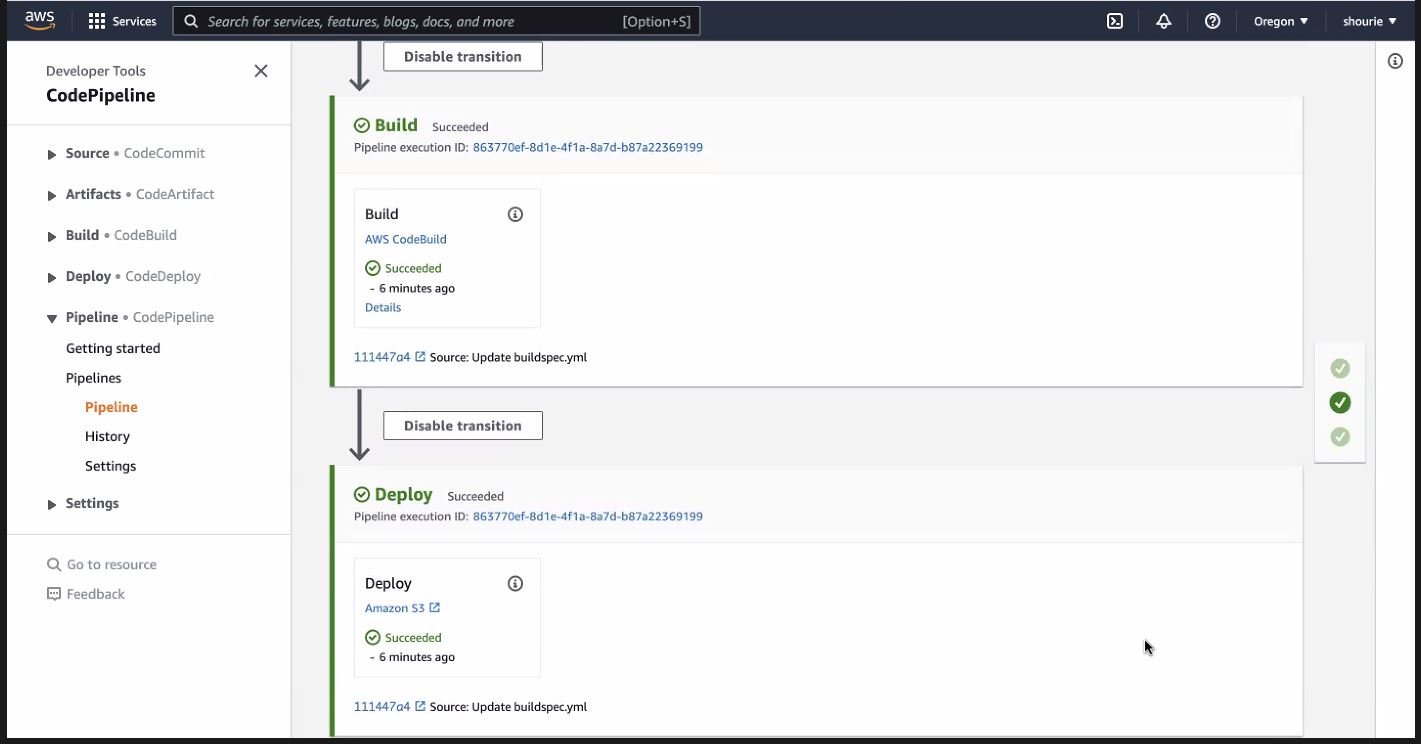 aws
Services
Search for services, features, blogs, docs, and more [Option+S]
Oregon
shourie
Developer Tools
CodePipeline
Source • CodeCommit
Artifacts • CodeArtifact
Build • CodeBuild
Deploy • CodeDeploy
Pipeline • CodePipeline
Getting started
Pipelines
Pipeline
History
Settings
Settings
Go to resource
Feedback
Disable transition
Build Succeeded
Pipeline execution ID: 863770ef-8d1e-4f1a-8a7d-b87a22369199
Build
AWS CodeBuild
Succeeded
- 6 minutes ago
Details
111447a4 Source: Update buildspec.yml
Disable transition
Deploy Succeeded
Pipeline execution ID: 863770ef-8d1e-4f1a-8a7d-b87a22369199
Deploy
Amazon S3
Succeeded
- 6 minutes ago
111447a4 Source: Update buildspec.yml